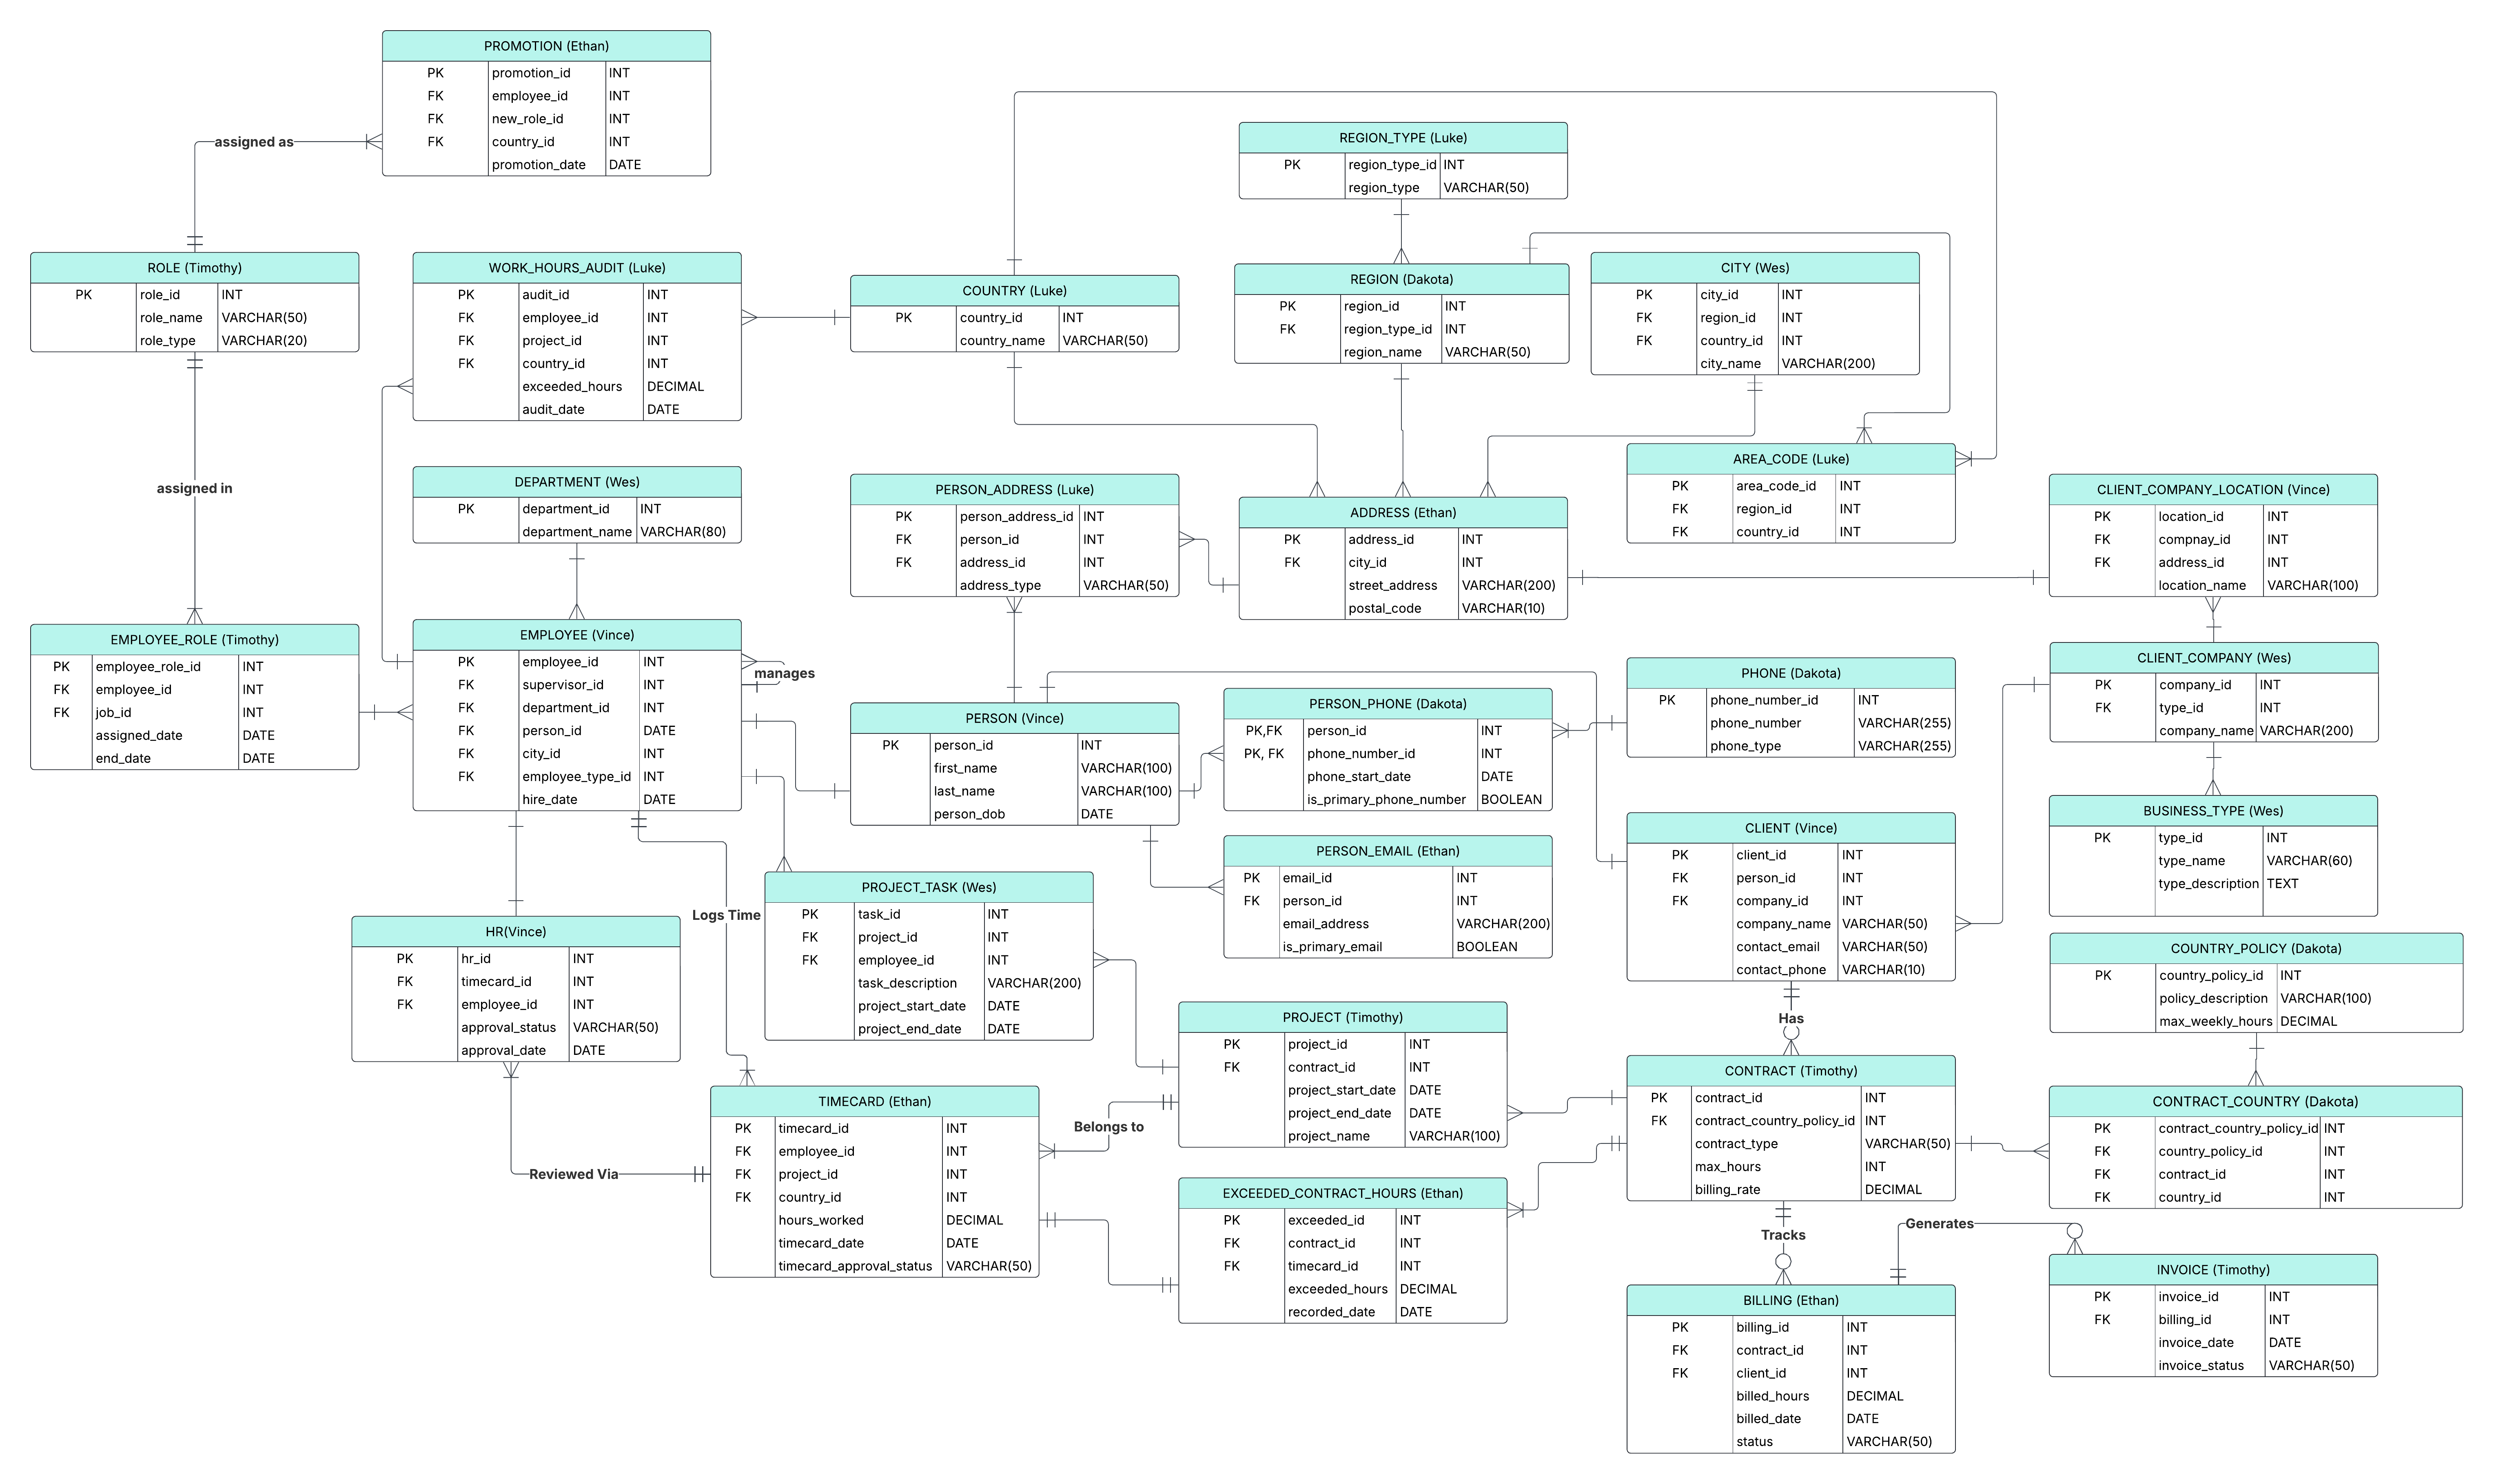 PROMOTION (Ethan)
PK promotion_id INT
FK employee_id INT
FK new_role_id INT
FK country_id INT
promotion_date DATE
assigned as
REGION_TYPE (Luke)
PK region_type_id INT
region_type VARCHAR(50)
ROLE (Timothy)
PK role_id INT
role_name VARCHAR(50)
role_type VARCHAR(20)
WORK_HOURS_AUDIT (Luke)
PK audit_id INT
FK employee_id INT
FK project_id INT
FK country_id INT
exceeded_hours DECIMAL
audit_date DATE
COUNTRY (Luke)
PK country_id INT
country_name VARCHAR(50)
REGION (Dakota)
PK region_id INT
FK region_type_id INT
region_name VARCHAR(50)
CITY (Wes)
PK city_id INT
FK region_id INT
FK country_id INT
city_name VARCHAR(200)
assigned in
DEPARTMENT (Wes)
PK department_id INT
department_name VARCHAR(80)
PERSON_ADDRESS (Luke)
PK person_address_id INT
FK person_id INT
FK address_id INT
address_type VARCHAR(50)
ADDRESS (Ethan)
PK address_id INT
FK city_id INT
street_address VARCHAR(200)
postal_code VARCHAR(10)
AREA_CODE (Luke)
PK area_code_id INT
FK region_id INT
FK country_id INT
CLIENT_COMPANY_LOCATION (Vince)
PK location_id INT
FK compnay_id INT
FK address_id INT
location_name VARCHAR(100)
EMPLOYEE_ROLE (Timothy)
PK employee_role_id INT
FK employee_id INT
FK job_id INT
assigned_date DATE
end_date DATE
EMPLOYEE (Vince)
PK employee_id INT
FK supervisor_id INT
FK department_id INT
FK person_id DATE
FK city_id INT
FK employee_type_id INT
hire_date DATE
manages
PERSON (Vince)
PK person_id INT
first_name VARCHAR(100)
last_name VARCHAR(100)
person_dob DATE
PERSON_PHONE (Dakota)
PK,FK person_id INT
PK, FK phone_number_id INT
phone_start_date DATE
is_primary_phone_number BOOLEAN
PHONE (Dakota)
PK phone_number_id INT
phone_number VARCHAR(255)
phone_type VARCHAR(255)
CLIENT_COMPANY (Wes)
PK company_id INT
FK type_id INT
company_name VARCHAR(200)
BUSINESS_TYPE (Wes)
PK type_id INT
type_name VARCHAR(60)
type_description TEXT
PERSON_EMAIL (Ethan)
PK email_id INT
FK person_id INT
email_address VARCHAR(200)
is_primary_email BOOLEAN
CLIENT (Vince)
PK client_id INT
FK person_id INT
FK company_id INT
company_name VARCHAR(50)
contact_email VARCHAR(50)
contact_phone VARCHAR(10)
HR(Vince)
PK hr_id INT
FK timecard_id INT
FK employee_id INT
approval_status VARCHAR(50)
approval_date DATE
Logs Time
PROJECT_TASK (Wes)
PK task_id INT
FK project_id INT
FK employee_id INT
task_description VARCHAR(200)
project_start_date DATE
project_end_date DATE
COUNTRY_POLICY (Dakota)
PK country_policy_id INT
policy_description VARCHAR(100)
max_weekly_hours DECIMAL
Has
PROJECT (Timothy)
PK project_id INT
FK contract_id INT
project_start_date DATE
project_end_date DATE
project_name VARCHAR(100)
CONTRACT (Timothy)
PK contract_id INT
FK contract_country_policy_id INT
contract_type VARCHAR(50)
max_hours INT
billing_rate DECIMAL
CONTRACT_COUNTRY (Dakota)
PK contract_country_policy_id INT
FK country_policy_id INT
FK contract_id INT
FK country_id INT
TIMECARD (Ethan)
PK timecard_id INT
FK employee_id INT
FK project_id INT
FK country_id INT
hours_worked DECIMAL
timecard_date DATE
timecard_approval_status VARCHAR(50)
Belongs to
Reviewed Via
EXCEEDED_CONTRACT_HOURS (Ethan)
PK exceeded_id INT
FK contract_id INT
FK timecard_id INT
exceeded_hours DECIMAL
recorded_date DATE
Tracks
Generates
BILLING (Ethan)
PK billing_id INT
FK contract_id INT
FK client_id INT
billed_hours DECIMAL
billed_date DATE
status VARCHAR(50)
INVOICE (Timothy)
PK invoice_id INT
FK billing_id INT
invoice_date DATE
invoice_status VARCHAR(50)